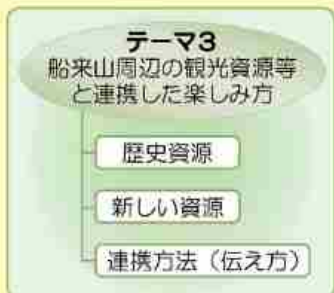 テーマ3
船来山周辺の観光資源等
と連携した楽しみ方
歴史資源
新しい資源
連携方法（伝え方）